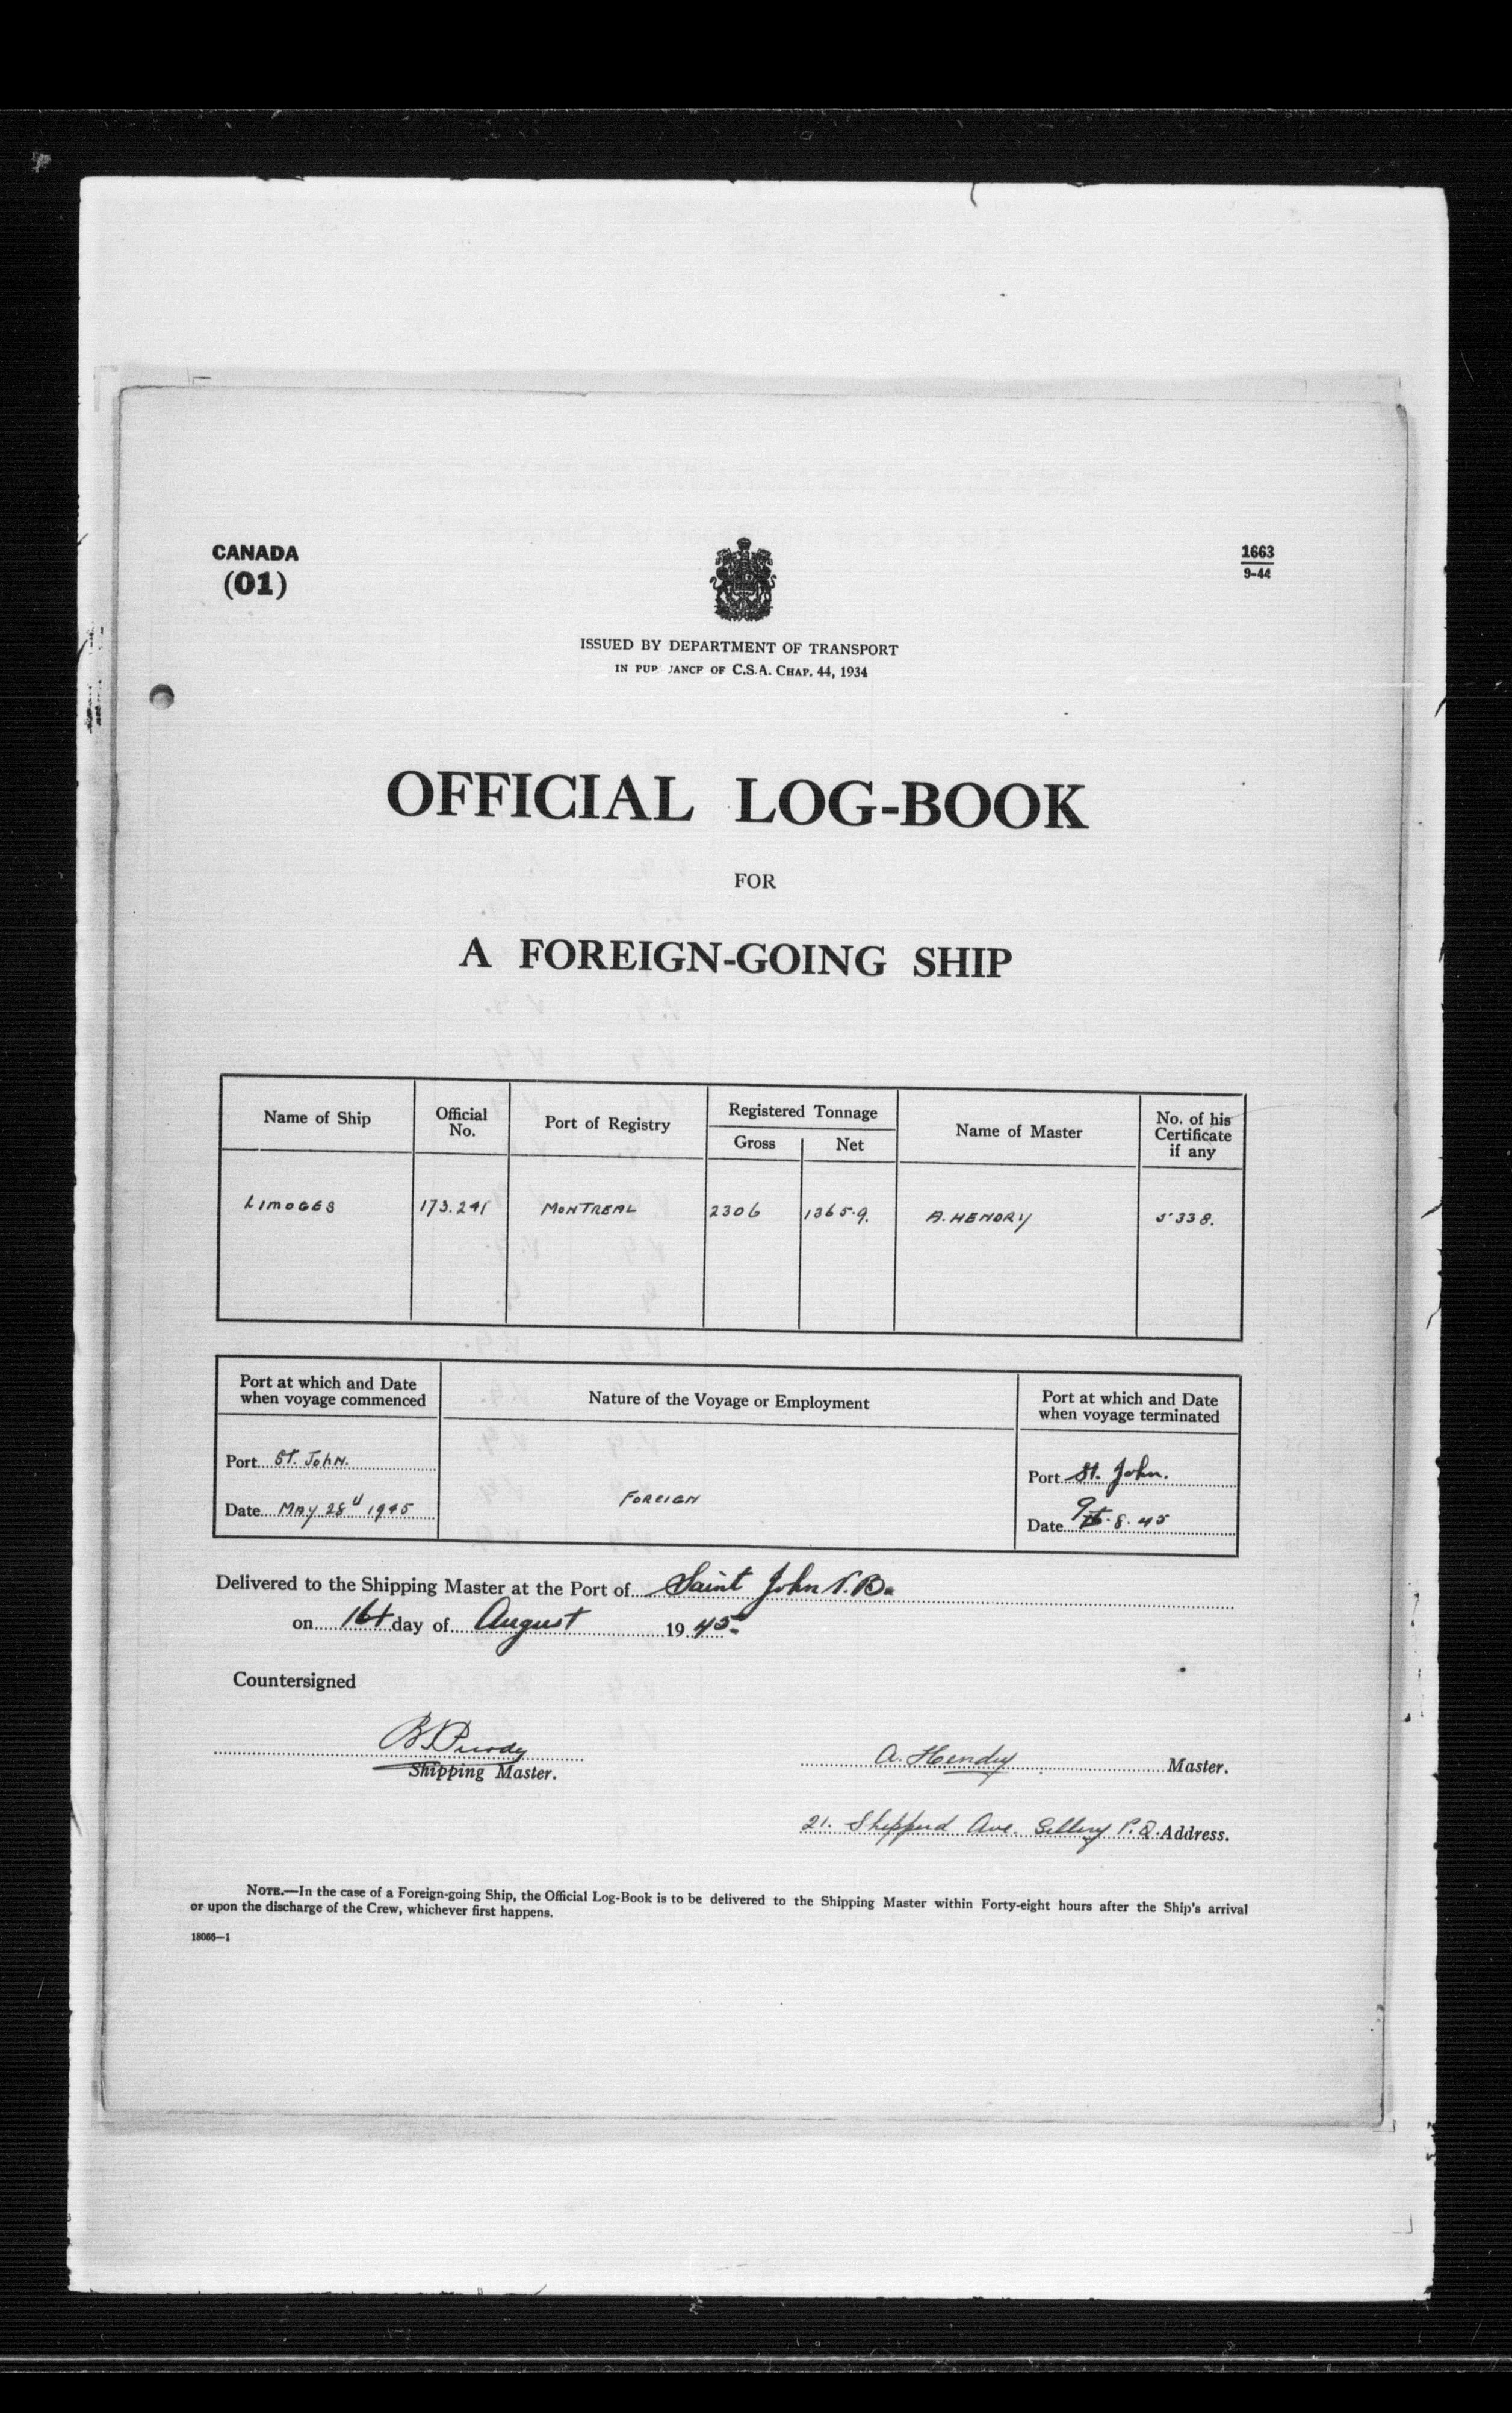 CANADA
(01)
1663
9-44
ISSUED BY DEPARTMENT OF TRANSPORT
IN OF C.S.A. CHAP. 44, 1934
OFFICIAL LOG-BOOK
FOR
A FOREIGN-GOING SHIP
Name of Ship
Official No.
Port of Registry
Registered Tonnage
Gross
Net
Name of Master
No. of his Certificate if any
LIMOGES
173.241
MONTREAL
2306
1365.9.
A. HENDRY
5338.
Port at which and Date when voyage commenced
Nature of the Voyage or Employment
Port at which and Date when voyage terminated
Port St. John.
Date May 28 1945
FOREIGN
Port St. John.
Date 8.45
Delivered to the Shipping Master at the Port of Saint John N.B.
on day of August 1945
Countersigned
Shipping Master.
A. Hendry Master.
21. Ave. P.Q. Address.
NOTE.—In the case of a Foreign-going Ship, the Official Log-Book is to be delivered to the Shipping Master within Forty-eight hours after the Ship's arrival
or upon the discharge of the Crew, whichever first happens.
18066—1